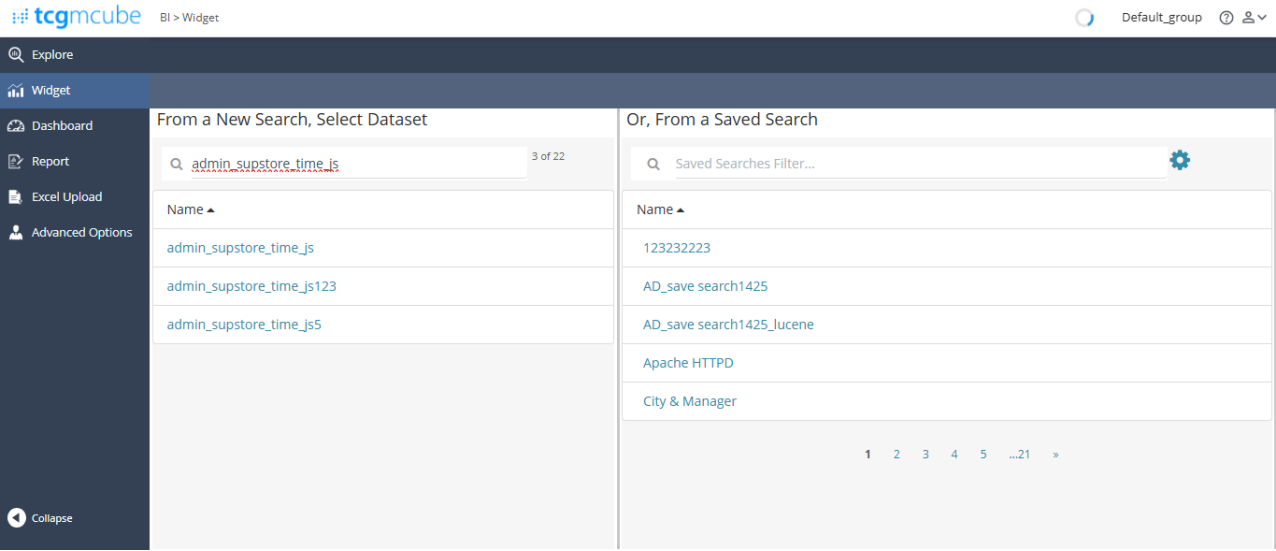 tcgmcube BI > Widget Default_group
Explore
Widget
Dashboard
Report
Excel Upload
Advanced Options
Collapse
From a New Search, Select Dataset
admin_supstore_time_js 3 of 22
Name
admin_supstore_time_js
admin_supstore_time_js123
admin_supstore_time_js5
Or, From a Saved Search
Saved Searches Filter...
Name
123232223
AD_save search1425
AD_save search1425_lucene
Apache HTTPD
City & Manager
1 2 3 4 5 ...21 »